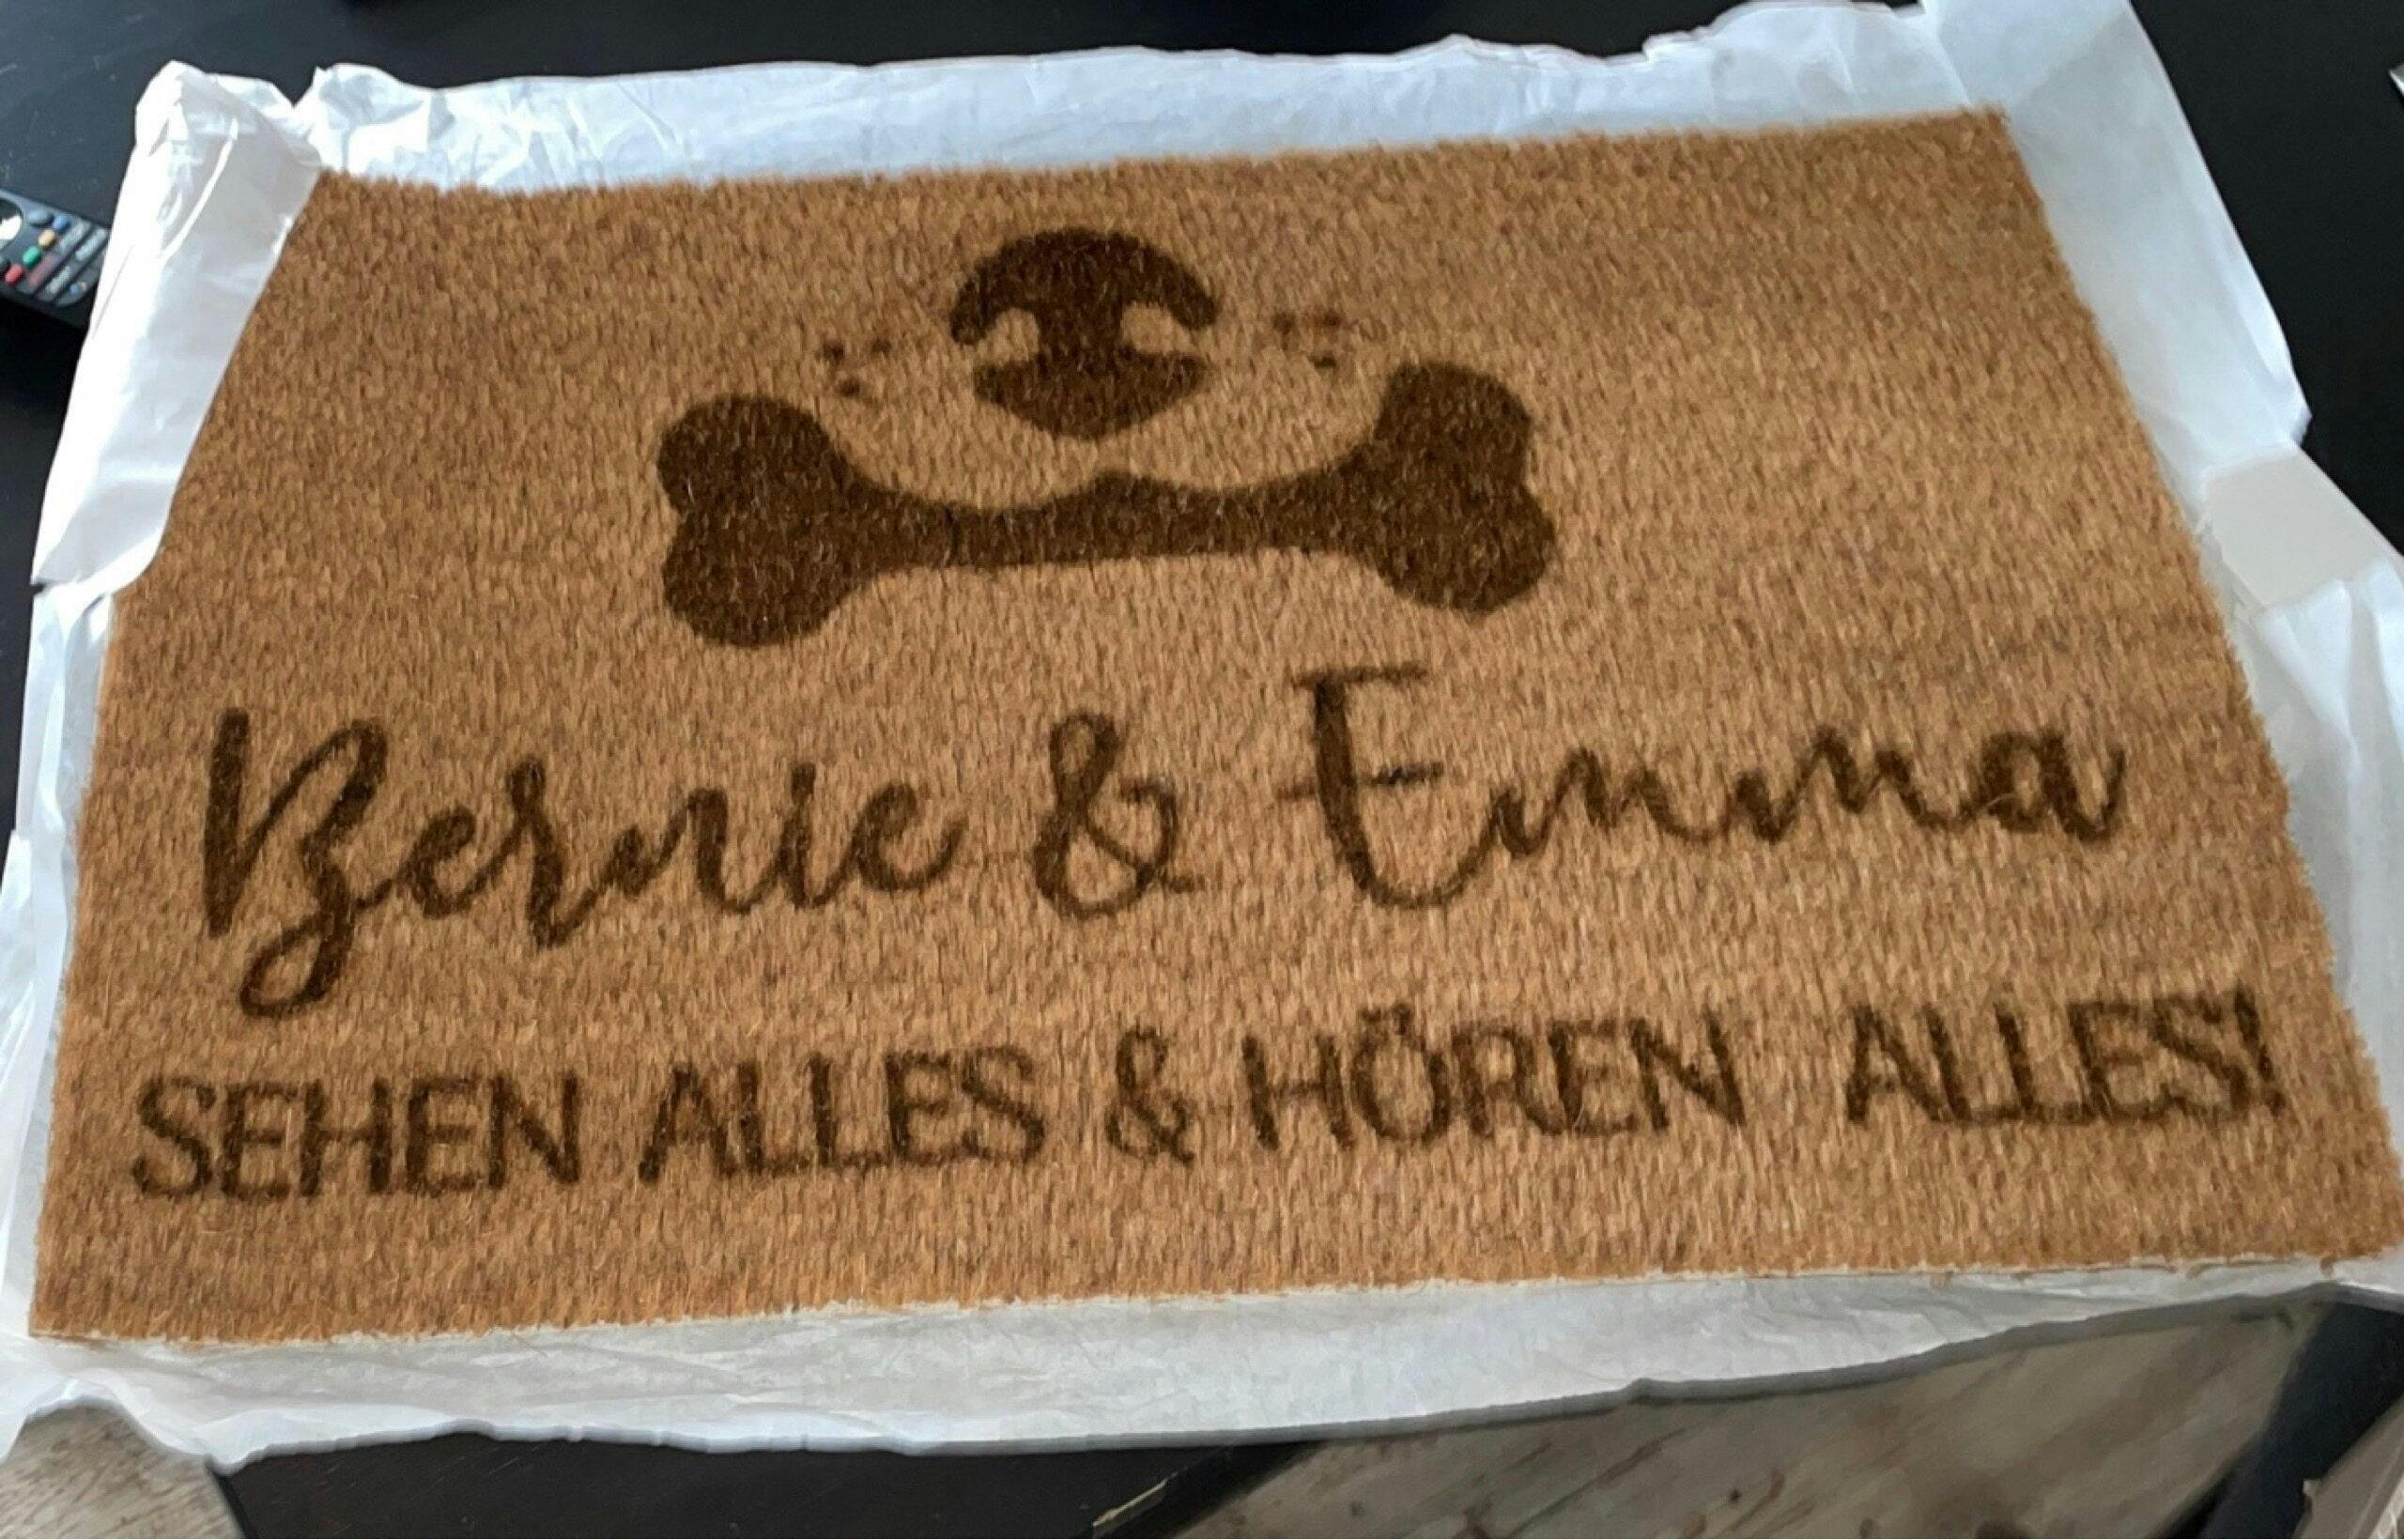 Bernie & Emma
SEHEN ALLES & HÖREN ALLES!